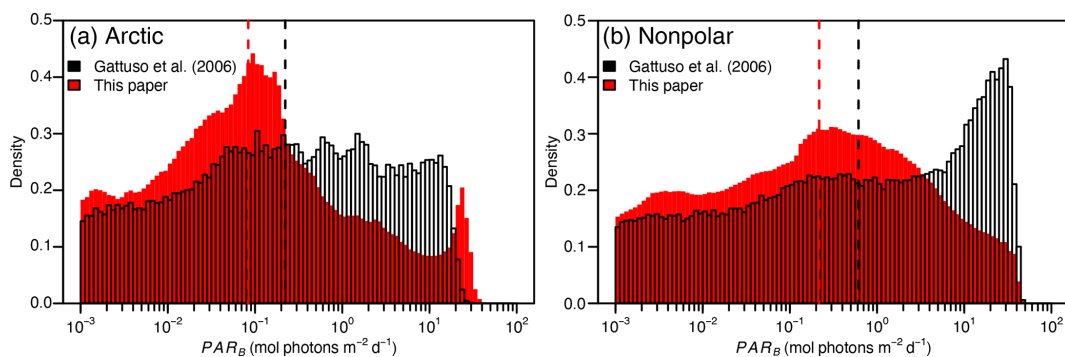 (a) Arctic
Gattuso et al. (2006)
This paper
Density
0.0
0.1
0.2
0.3
0.4
0.5
10⁻³
10⁻²
10⁻¹
10⁰
10¹
10²
PAR_B (mol photons m⁻² d⁻¹)
(b) Nonpolar
Gattuso et al. (2006)
This paper
Density
0.0
0.1
0.2
0.3
0.4
0.5
10⁻³
10⁻²
10⁻¹
10⁰
10¹
10²
PAR_B (mol photons m⁻² d⁻¹)